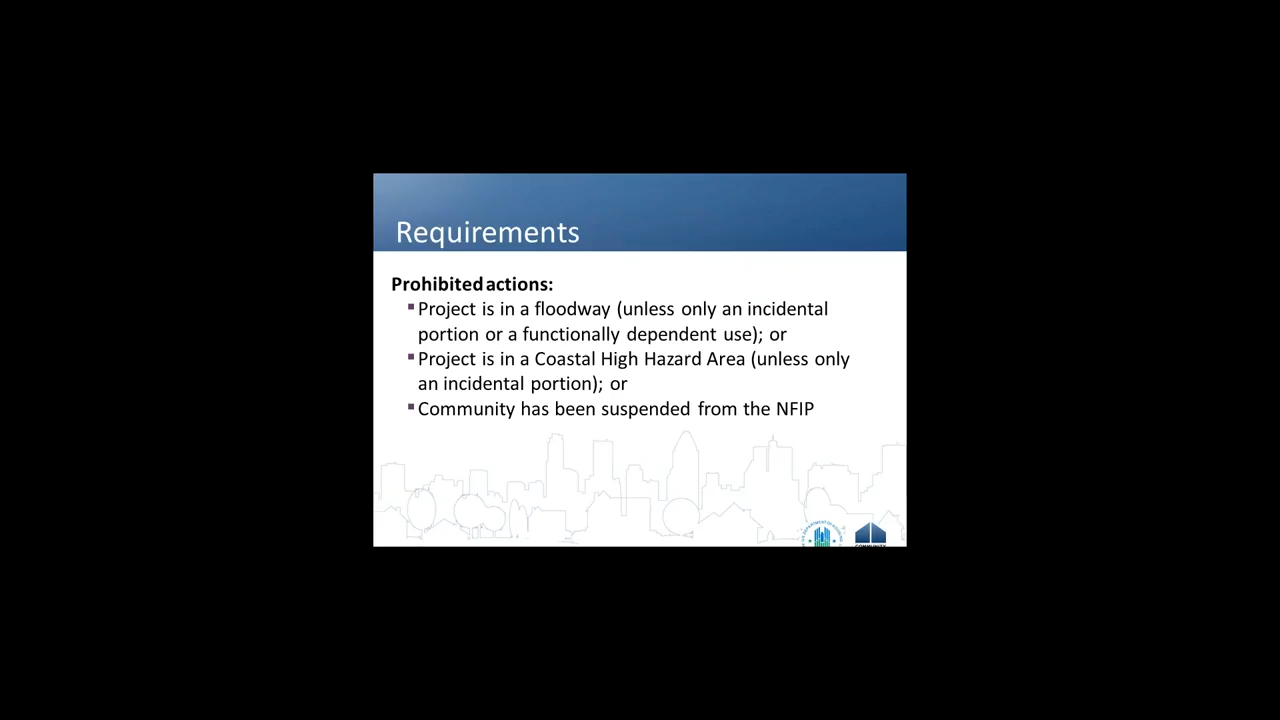 Requirements
Prohibited actions:
▪Project is in a floodway (unless only an incidental
portion or a functionally dependent use); or
▪Project is in a Coastal High Hazard Area (unless only
an incidental portion); or
▪Community has been suspended from the NFIP
COMMUNITY